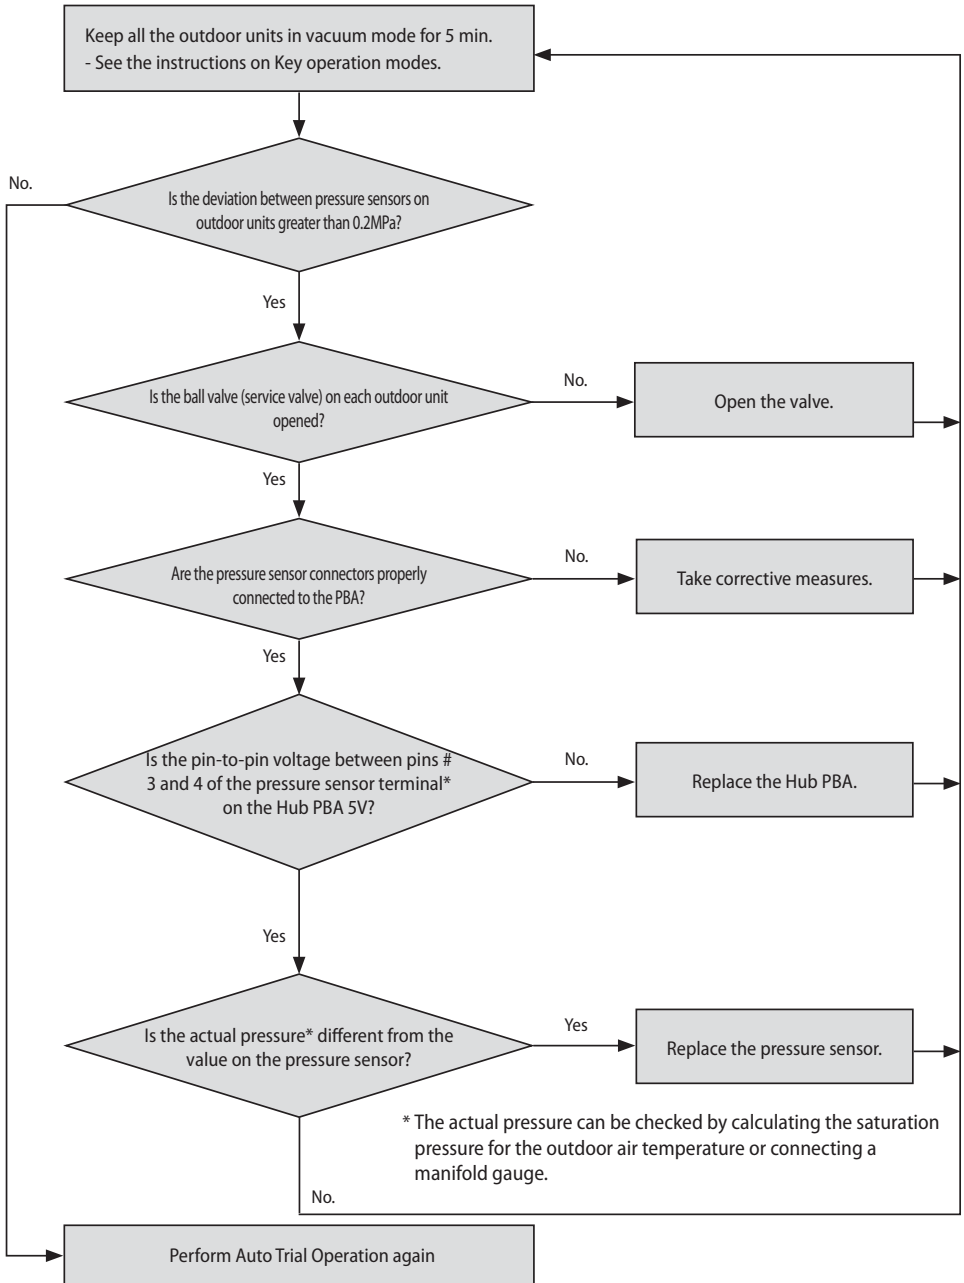 Keep all the outdoor units in vacuum mode for 5 min.
- See the instructions on Key operation modes.
No.
Is the deviation between pressure sensors on
outdoor units greater than 0.2MPa?
Yes
Is the ball valve (service valve) on each outdoor unit
opened?
No.
Open the valve.
Yes
Are the pressure sensor connectors properly
connected to the PBA?
No.
Take corrective measures.
Yes
Is the pin-to-pin voltage between pins #
3 and 4 of the pressure sensor terminal*
on the Hub PBA 5V?
No.
Replace the Hub PBA.
Yes
Is the actual pressure* different from the
value on the pressure sensor?
Yes
Replace the pressure sensor.
* The actual pressure can be checked by calculating the saturation
pressure for the outdoor air temperature or connecting a
manifold gauge.
No.
Perform Auto Trial Operation again